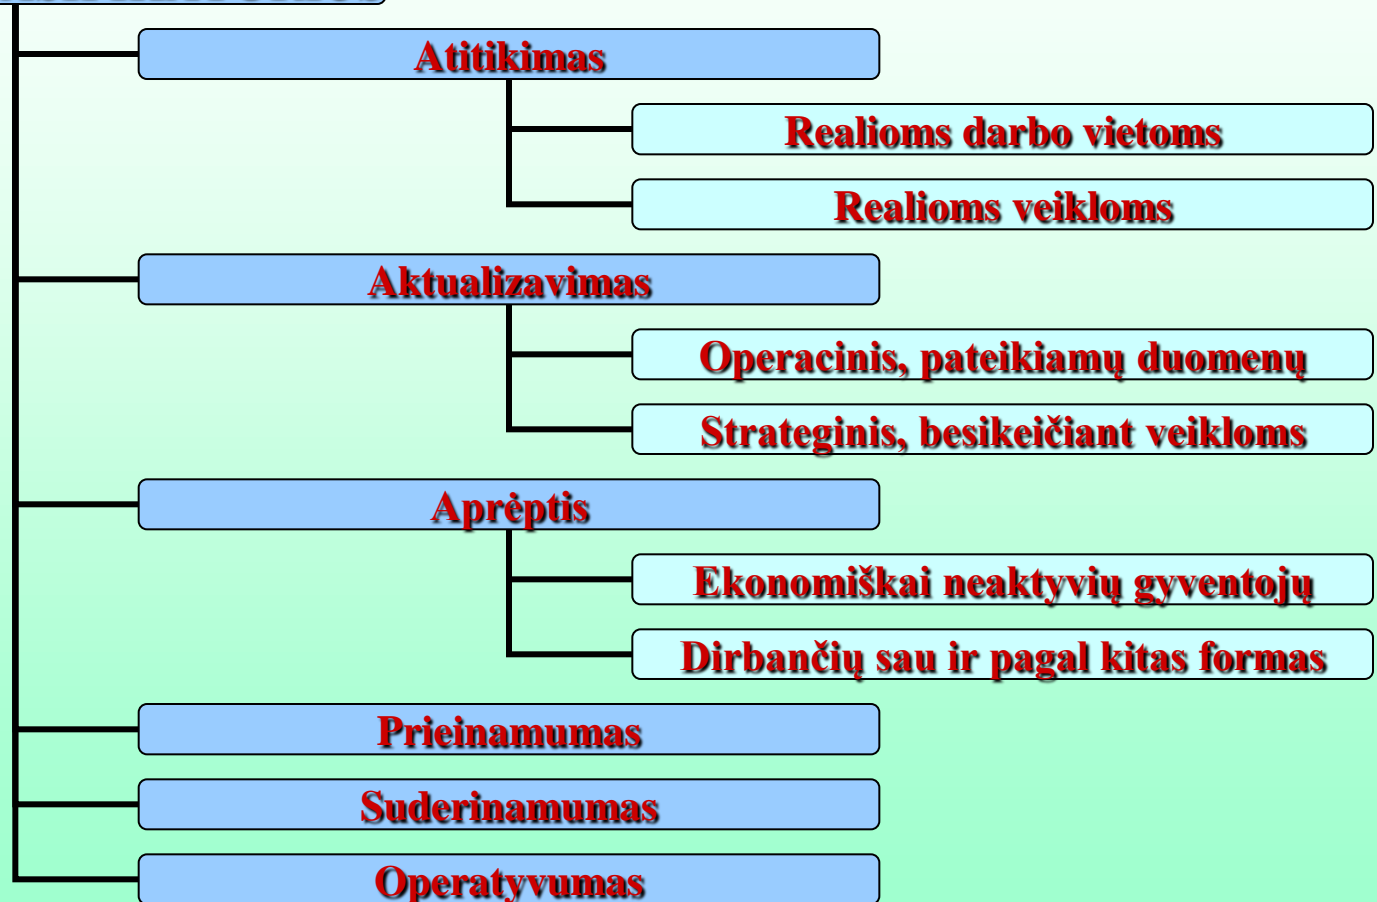 Atitikimas
Realioms darbo vietoms
Realioms veikloms
Aktualizavimas
Operacinis, pateikiamų duomenų
Strateginis, besikeičiant veikloms
Aprėptis
Ekonomiškai neaktyvių gyventojų
Dirbančių sau ir pagal kitas formas
Prieinamumas
Suderinamumas
Operatyvumas